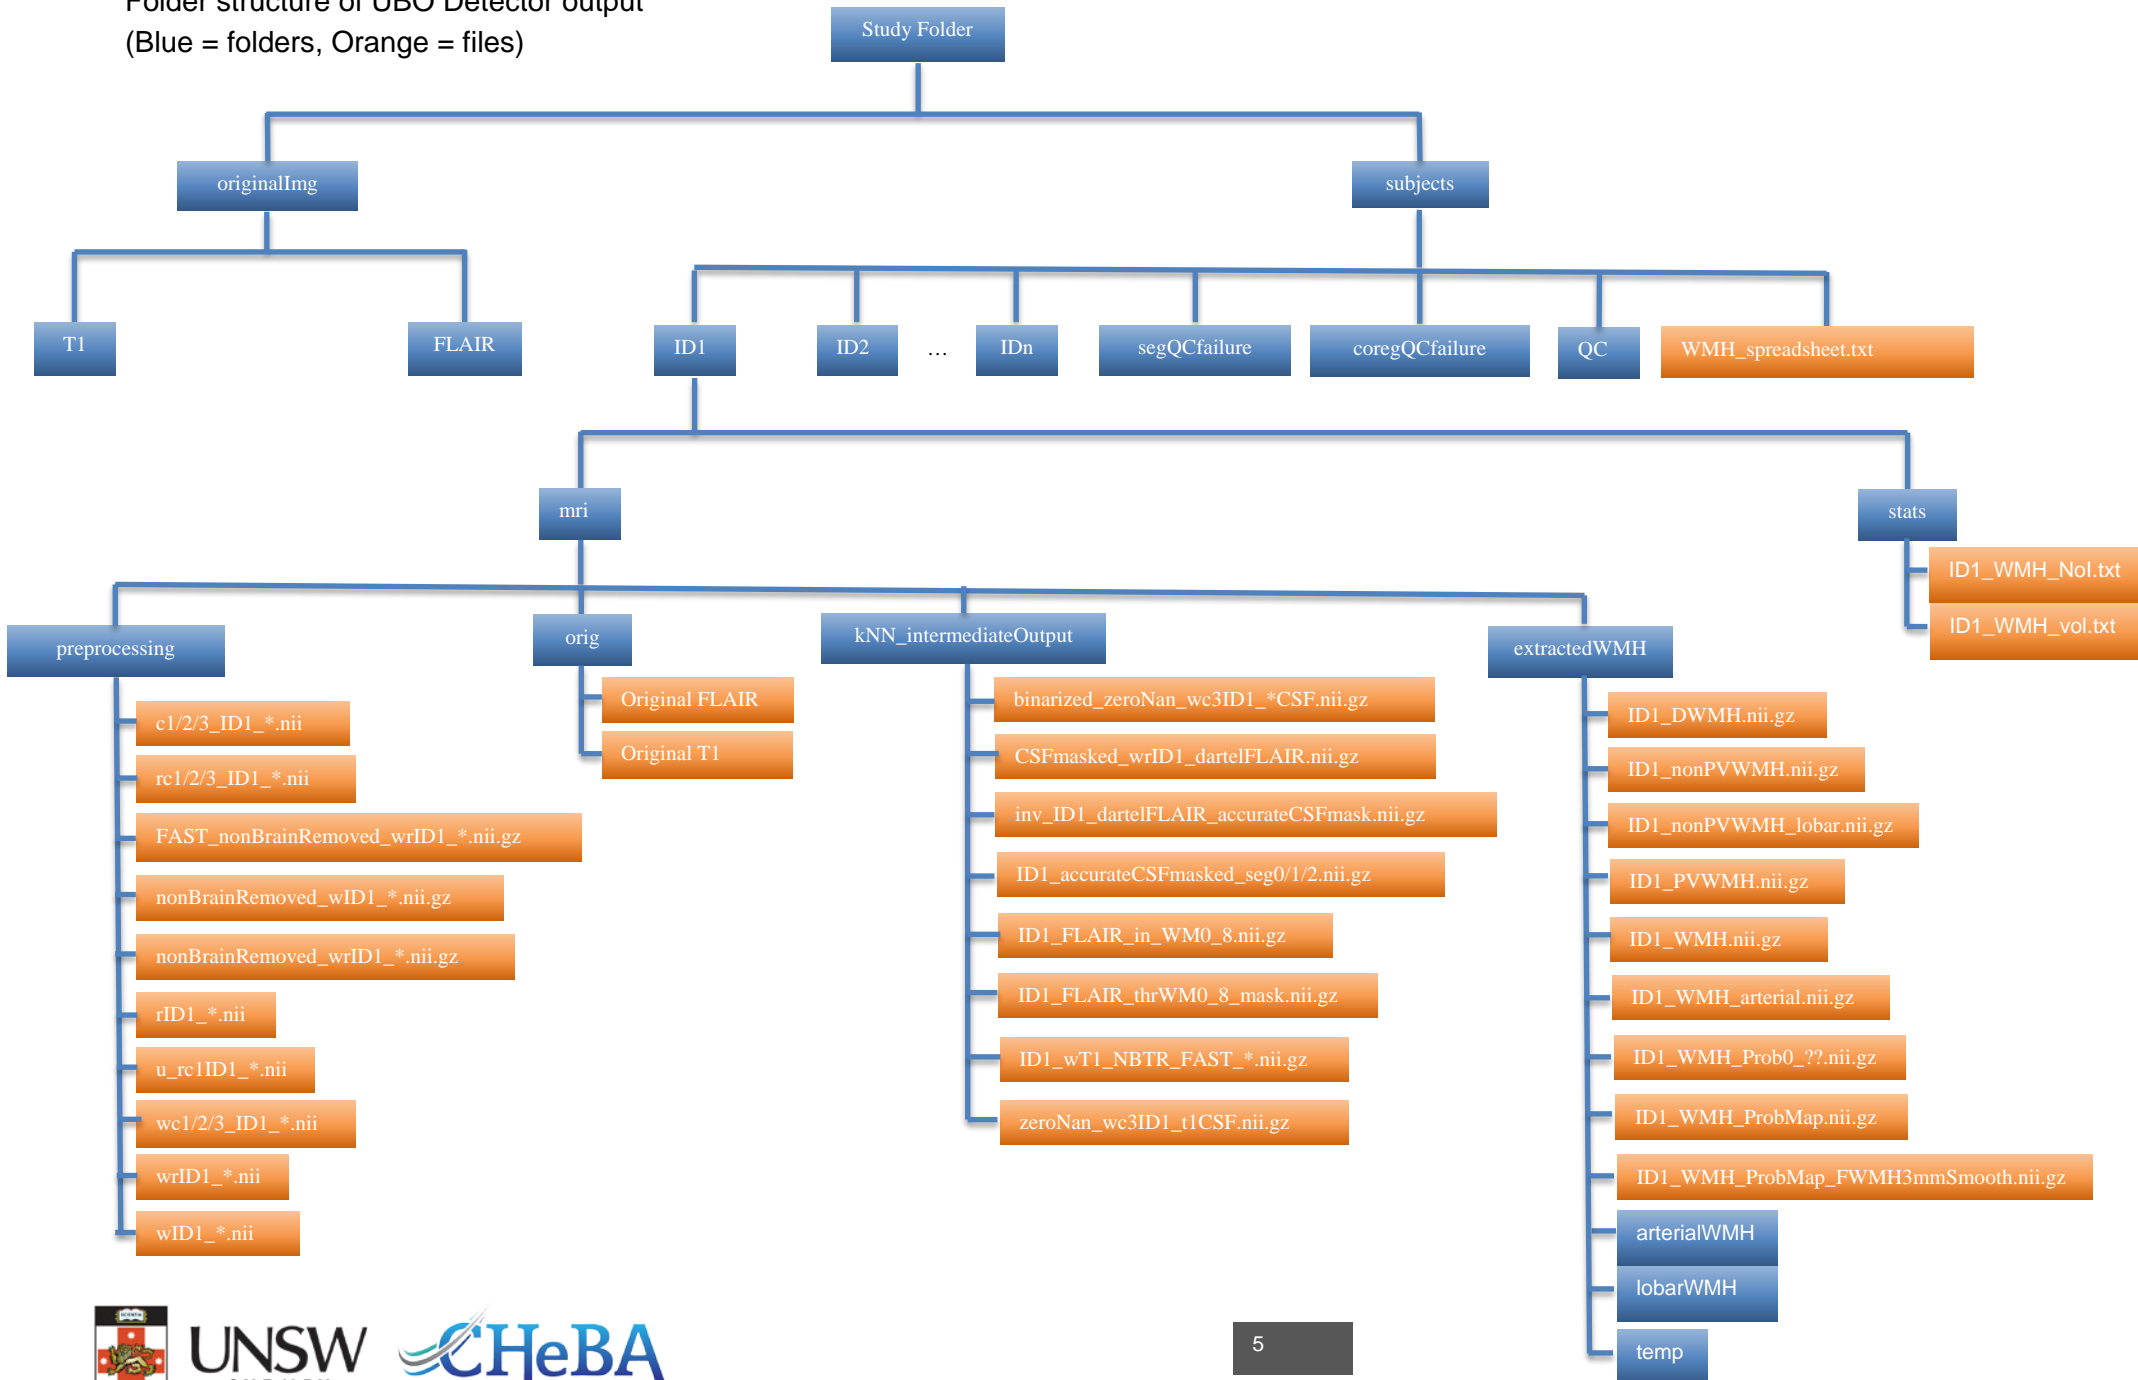 Folder structure of UBO Detector output
(Blue = folders, Orange = files)
Study Folder
originalImg
subjects
T1
FLAIR
ID1
ID2
...
IDn
segQCfailure
coregQCfailure
QC
WMH_spreadsheet.txt
mri
stats
ID1_WMH_NoI.txt
ID1_WMH_vol.txt
preprocessing
orig
kNN_intermediateOutput
extractedWMH
c1/2/3_ID1_*.nii
rc1/2/3_ID1_*.nii
FAST_nonBrainRemoved_wrID1_*.nii.gz
nonBrainRemoved_wID1_*.nii.gz
nonBrainRemoved_wrID1_*.nii.gz
rID1_*.nii
u_rc1ID1_*.nii
wc1/2/3_ID1_*.nii
wrID1_*.nii
wID1_*.nii
Original FLAIR
Original T1
binarized_zeroNan_wc3ID1_*CSF.nii.gz
CSFmasked_wrID1_dartelFLAIR.nii.gz
inv_ID1_dartelFLAIR_accurateCSFmask.nii.gz
ID1_accurateCSFmasked_seg0/1/2.nii.gz
ID1_FLAIR_in_WM0_8.nii.gz
ID1_FLAIR_thrWM0_8_mask.nii.gz
ID1_wT1_NBTR_FAST_*.nii.gz
zeroNan_wc3ID1_t1CSF.nii.gz
ID1_DWMH.nii.gz
ID1_nonPVWMH.nii.gz
ID1_nonPVWMH_lobar.nii.gz
ID1_PVWMH.nii.gz
ID1_WMH.nii.gz
ID1_WMH_arterial.nii.gz
ID1_WMH_Prob0_??.nii.gz
ID1_WMH_ProbMap.nii.gz
ID1_WMH_ProbMap_FWMH3mmSmooth.nii.gz
arterialWMH
lobarWMH
temp
UNSW
CHeBA
5